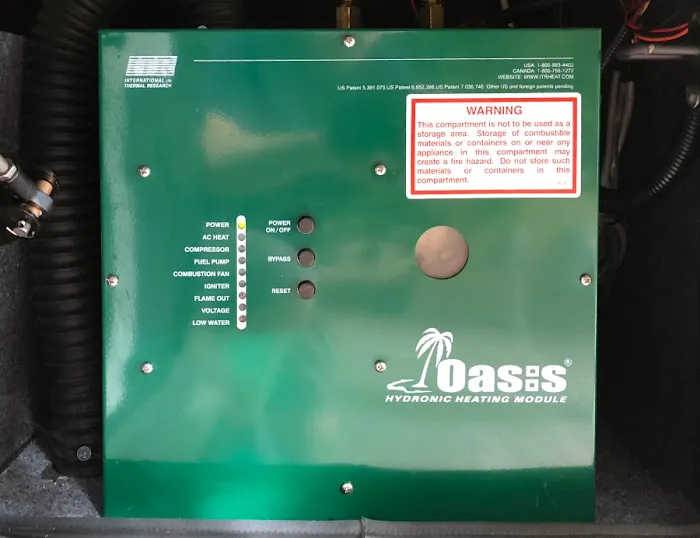 INTERNATIONAL LTD
THERMAL RESEARCH
USA 1-800-993-4402
CANADA 1-800-755-1272
WEBSITE: WWW.ITRHEAT.COM
US Patent 5,391,075,US Patent 6,652,266,US Patent 7,036,746 Other US and foreign patents pending
WARNING
This compartment is not to be used as a
storage area. Storage of combustible
materials or containers on or near any
appliance in this compartment may
create a fire hazard. Do not store such
materials or containers in this
compartment.
POWER
AC HEAT
COMPRESSOR
FUEL PUMP
COMBUSTION FAN
IGNITER
FLAME OUT
VOLTAGE
LOW WATER
POWER
ON/OFF
BYPASS
RESET
Oasis®
HYDRONIC HEATING MODULE